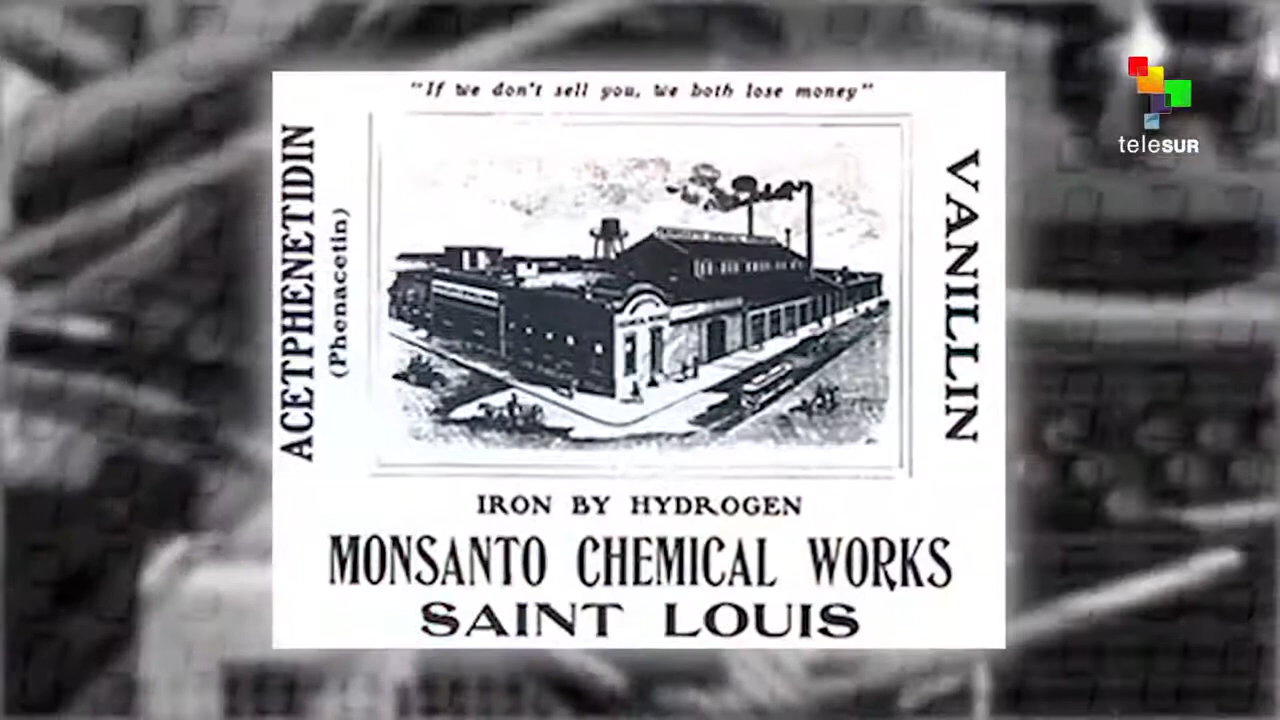 "If we don't sell you, we both lose money"
ACETPHENETIDIN
(Phenacetin)
VANILLIN
IRON BY HYDROGEN
MONSANTO CHEMICAL WORKS
SAINT LOUIS
teleSUR